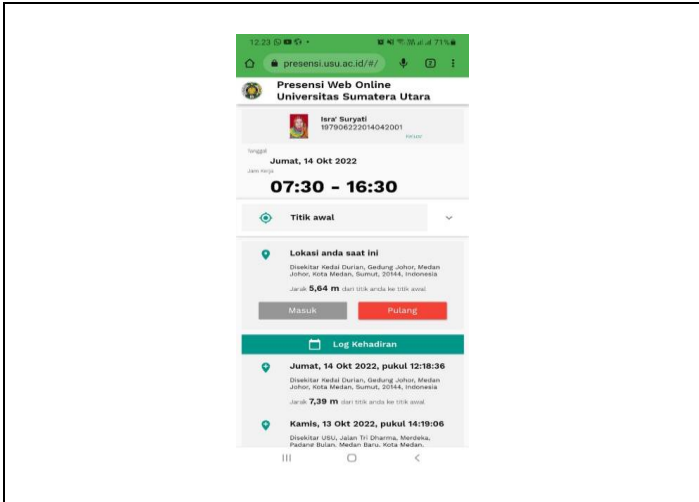 12.23
71%
presensi.usu.ac.id/#/
Presensi Web Online
Universitas Sumatera Utara
Isra' Suryati
197906222014042001
Keluar
Tanggal
Jumat, 14 Okt 2022
Jam Kerja
07:30 - 16:30
Titik awal
Lokasi anda saat ini
Disekitar Kedai Durian, Gedung Johor, Medan
Johor, Kota Medan, Sumut, 20144, Indonesia
Jarak 5,64 m dari titik anda ke titik awal
Masuk Pulang
Log Kehadiran
Jumat, 14 Okt 2022, pukul 12:18:36
Disekitar Kedai Durian, Gedung Johor, Medan
Johor, Kota Medan, Sumut, 20144, Indonesia
Jarak 7,39 m dari titik anda ke titik awal
Kamis, 13 Okt 2022, pukul 14:19:06
Disekitar USU, Jalan Tri Dharma, Merdeka,
Padang Bulan, Medan Baru, Kota Medan,